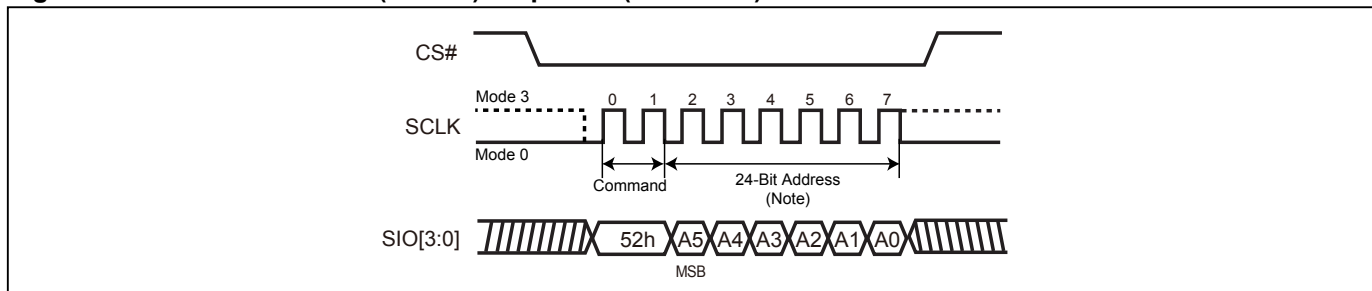 CS#
Mode 3
0 1 2 3 4 5 6 7
SCLK
Mode 0
Command
24-Bit Address
(Note)
SIO[3:0]
52h A5 A4 A3 A2 A1 A0
MSB